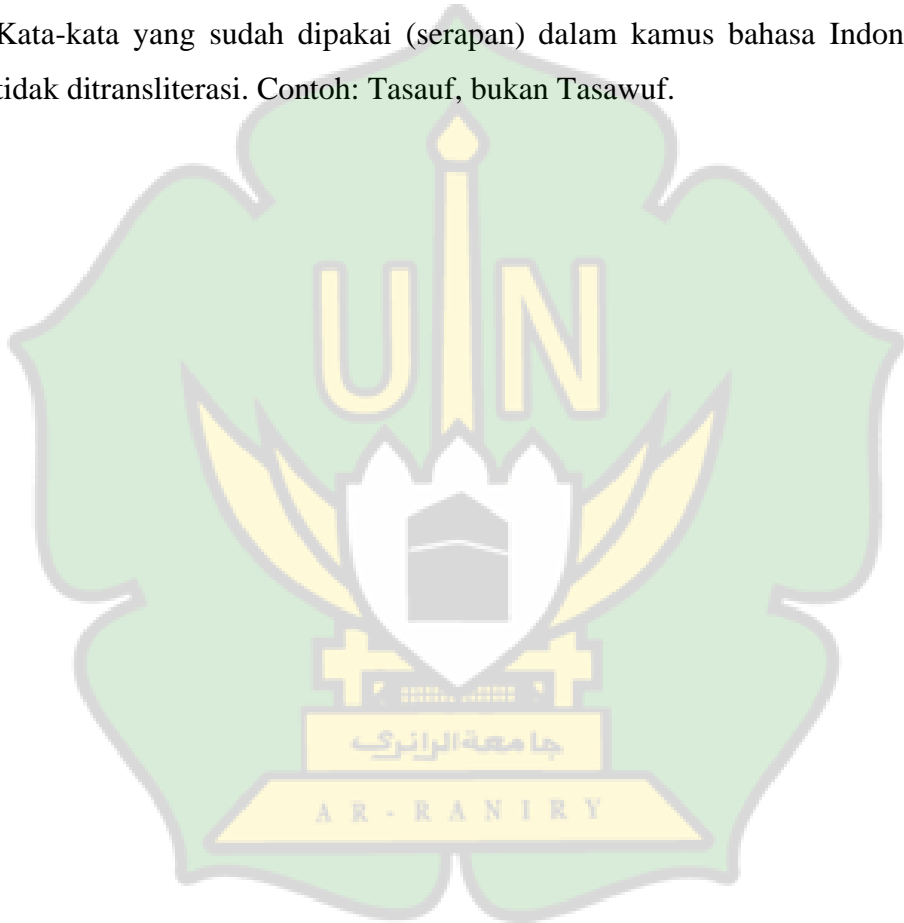 Kata-kata yang sudah dipakai (serapan) dalam kamus bahasa Indon
tidak ditransliterasi. Contoh: Tasauf, bukan Tasawuf.
UIN
جامعة الرانري
AR-RANIRY